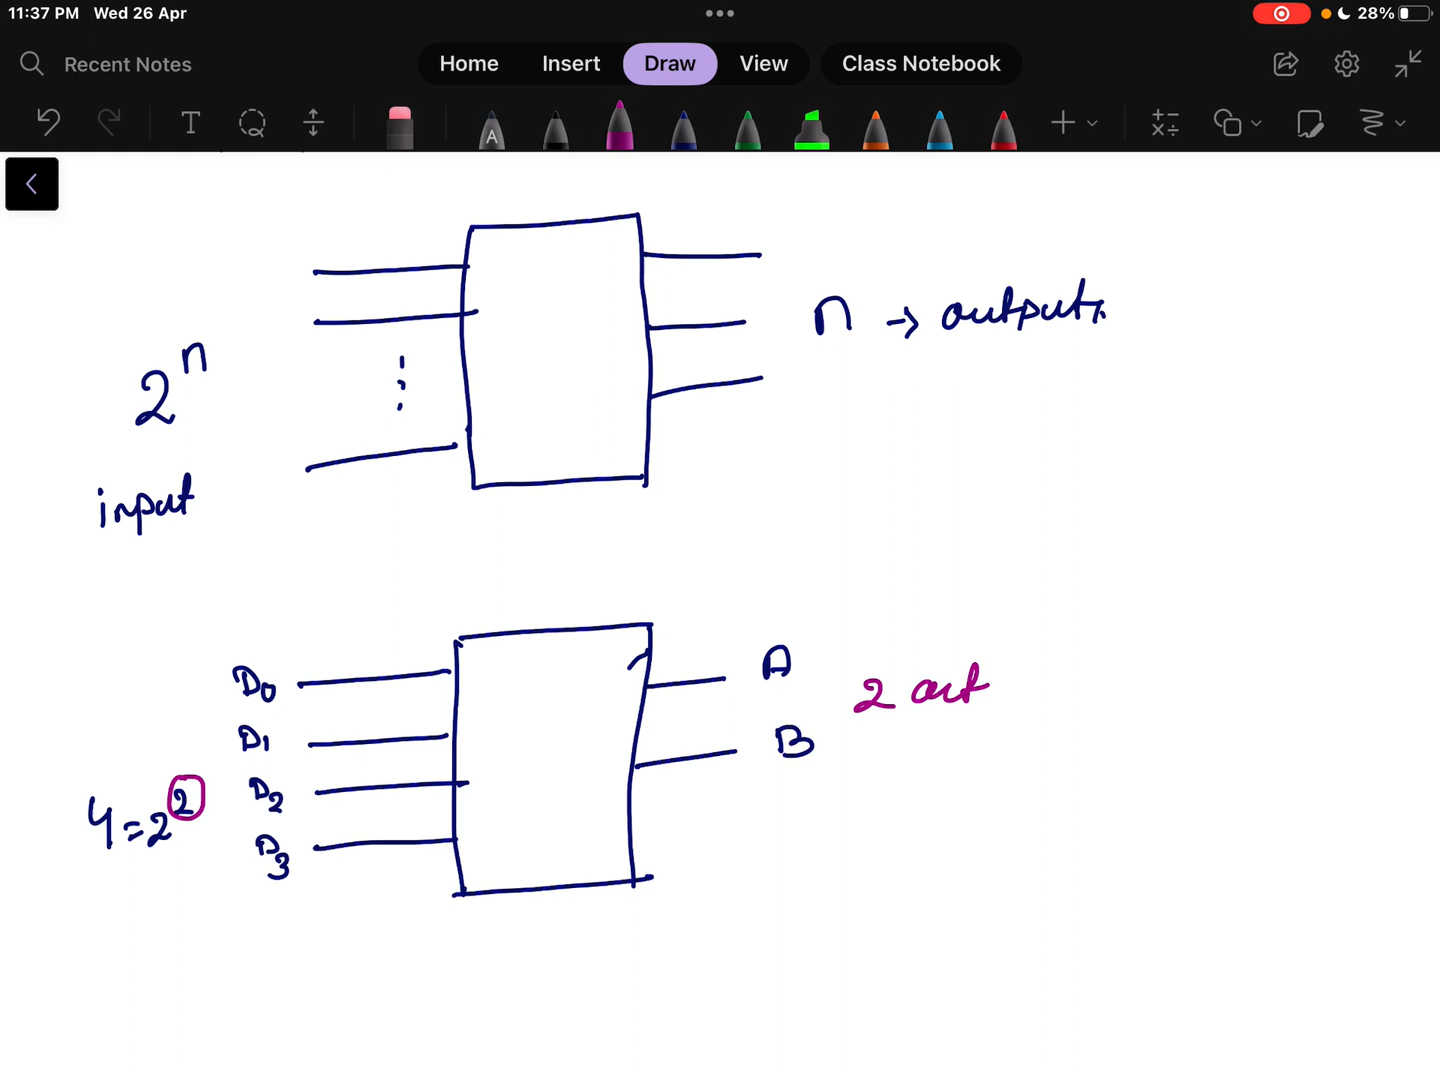 11:37 PM Wed 26 Apr
28%
Recent Notes
Home Insert Draw View Class Notebook
T
A
2^n
input
n → outputs
D0
D1
D2
D3
4=2^2
A
B
2 out